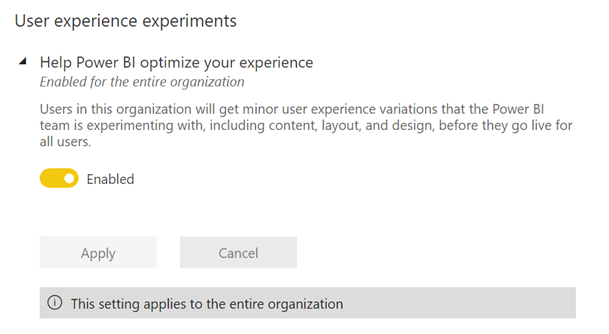 User experience experiments
Help Power BI optimize your experience
Enabled for the entire organization
Users in this organization will get minor user experience variations that the Power BI
team is experimenting with, including content, layout, and design, before they go live for
all users.
Enabled
Apply Cancel
This setting applies to the entire organization